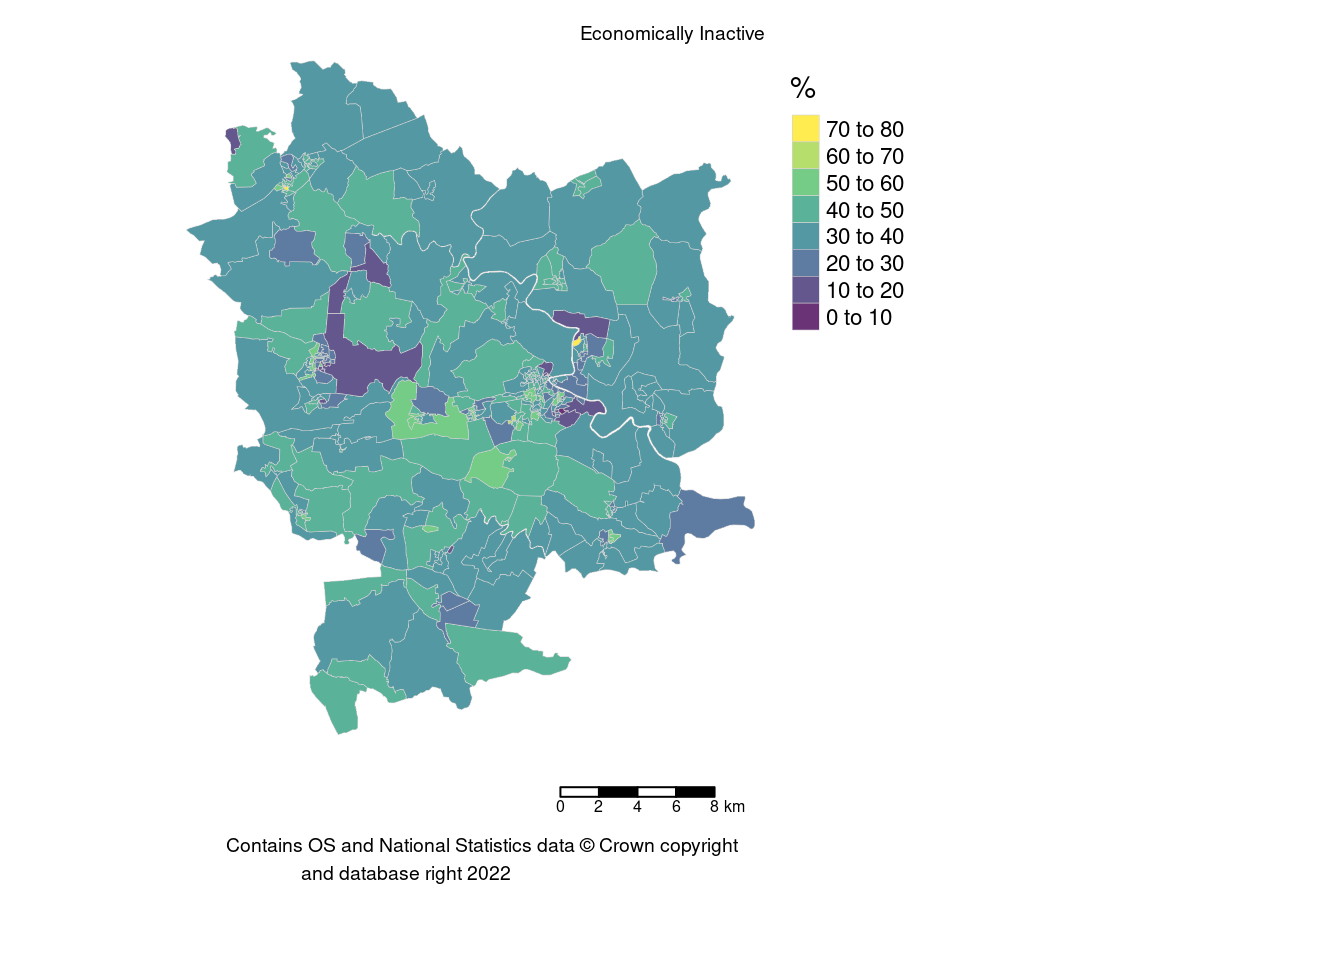 Economically Inactive
%
70 to 80
60 to 70
50 to 60
40 to 50
30 to 40
20 to 30
10 to 20
0 to 10
0 2 4 6 8 km
Contains OS and National Statistics data © Crown copyright
and database right 2022